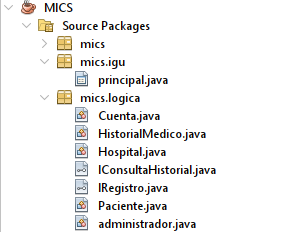 MICS
Source Packages
mics
mics.igu
principal.java
mics.logica
Cuenta.java
HistorialMedico.java
Hospital.java
IConsultaHistorial.java
IRegistro.java
Paciente.java
administrador.java